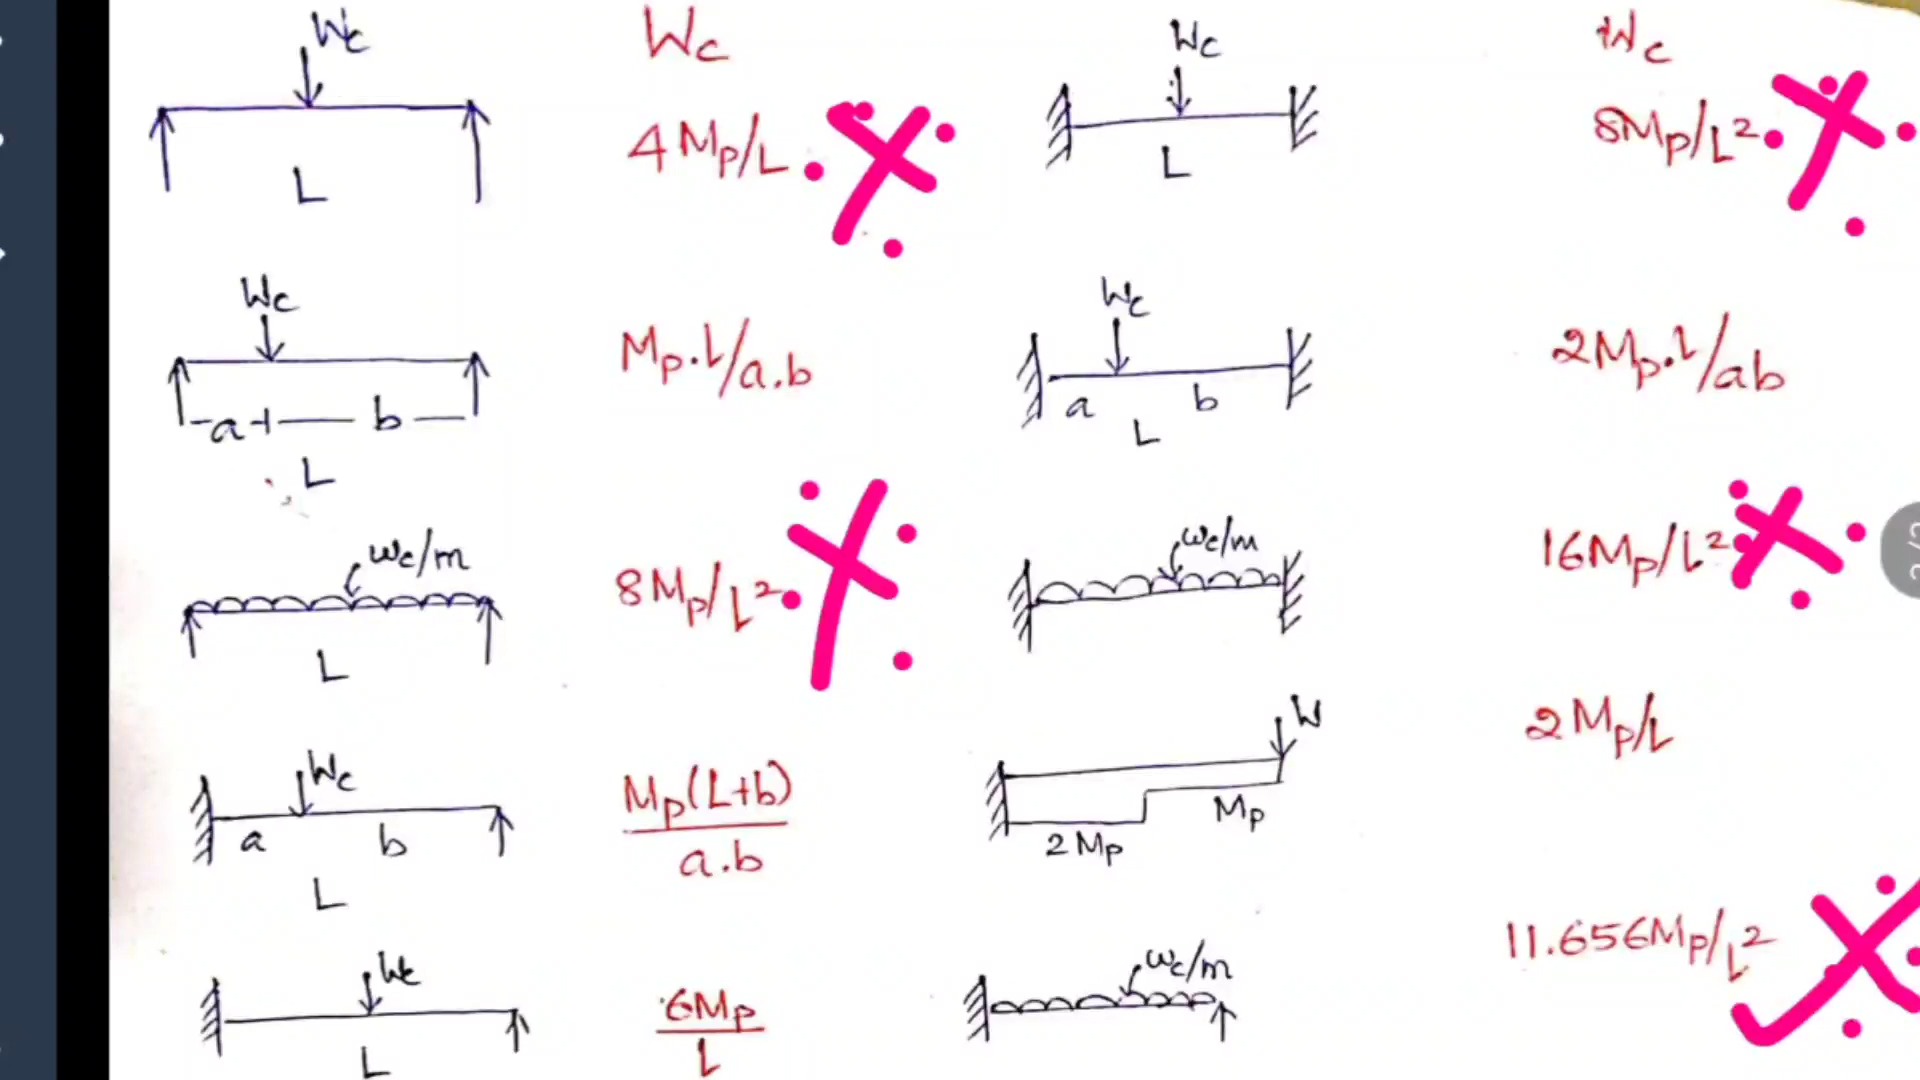 Wc
Wc
Wc
Wc
4Mp/L
L
8Mp/L²
L
Wc
Wc
Mp.L/a.b
2Mp.L/ab
a b
L
a b
L
wc/m
wc/m
8Mp/L²
16Mp/L²
L
W
2Mp/L
Wc
Mp(L+b)
a.b
a b
L
2Mp
Mp
wc/m
11.656Mp/L²
Wc
6Mp
L
L